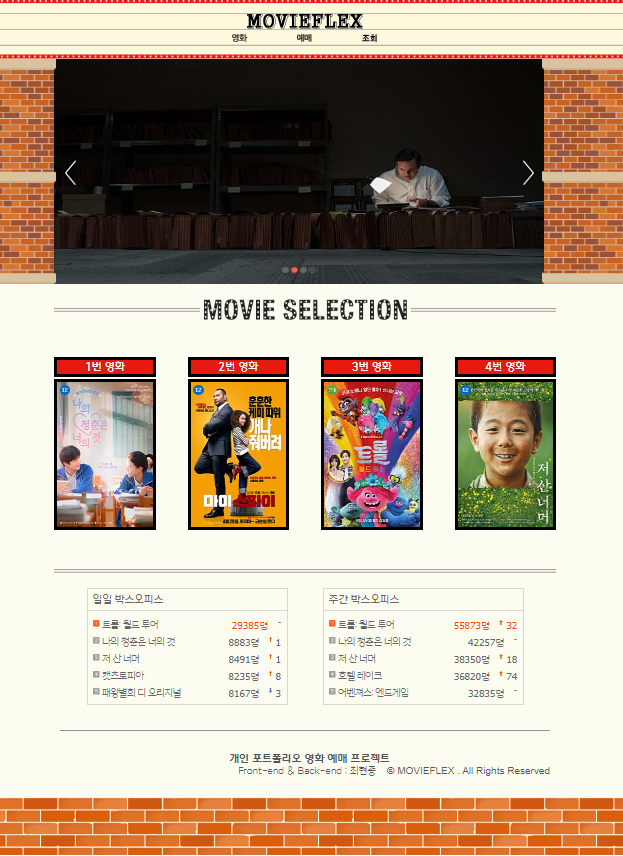 MOVIEFLEX
영화 예매 조회
MOVIE SELECTION
1번 영화 2번 영화 3번 영화 4번 영화
12 12 12
나의
청춘은
너의 것
훈훈한
케미 따위
개나
줘버려
마이 스파이
트롤
월드 투어
저
산
너
머
일일 박스오피스
1 트롤: 월드 투어 29385명 -
2 나의 청춘은 너의 것 8883명 ↑ 1
3 저 산 너머 8491명 ↑ 1
4 캣츠토피아 8235명 ↑ 8
5 패왕별희 디 오리지널 8167명 ↓ 3
주간 박스오피스
1 트롤: 월드 투어 55873명 ↑ 32
2 나의 청춘은 너의 것 42257명 -
3 저 산 너머 38350명 ↑ 18
4 호텔 레이크 36820명 ↑ 74
5 어벤져스: 엔드게임 32835명 -
개인 포트폴리오 영화 예매 프로젝트
Front-end & Back-end : 최현중 © MOVIEFLEX . All Rights Reserved